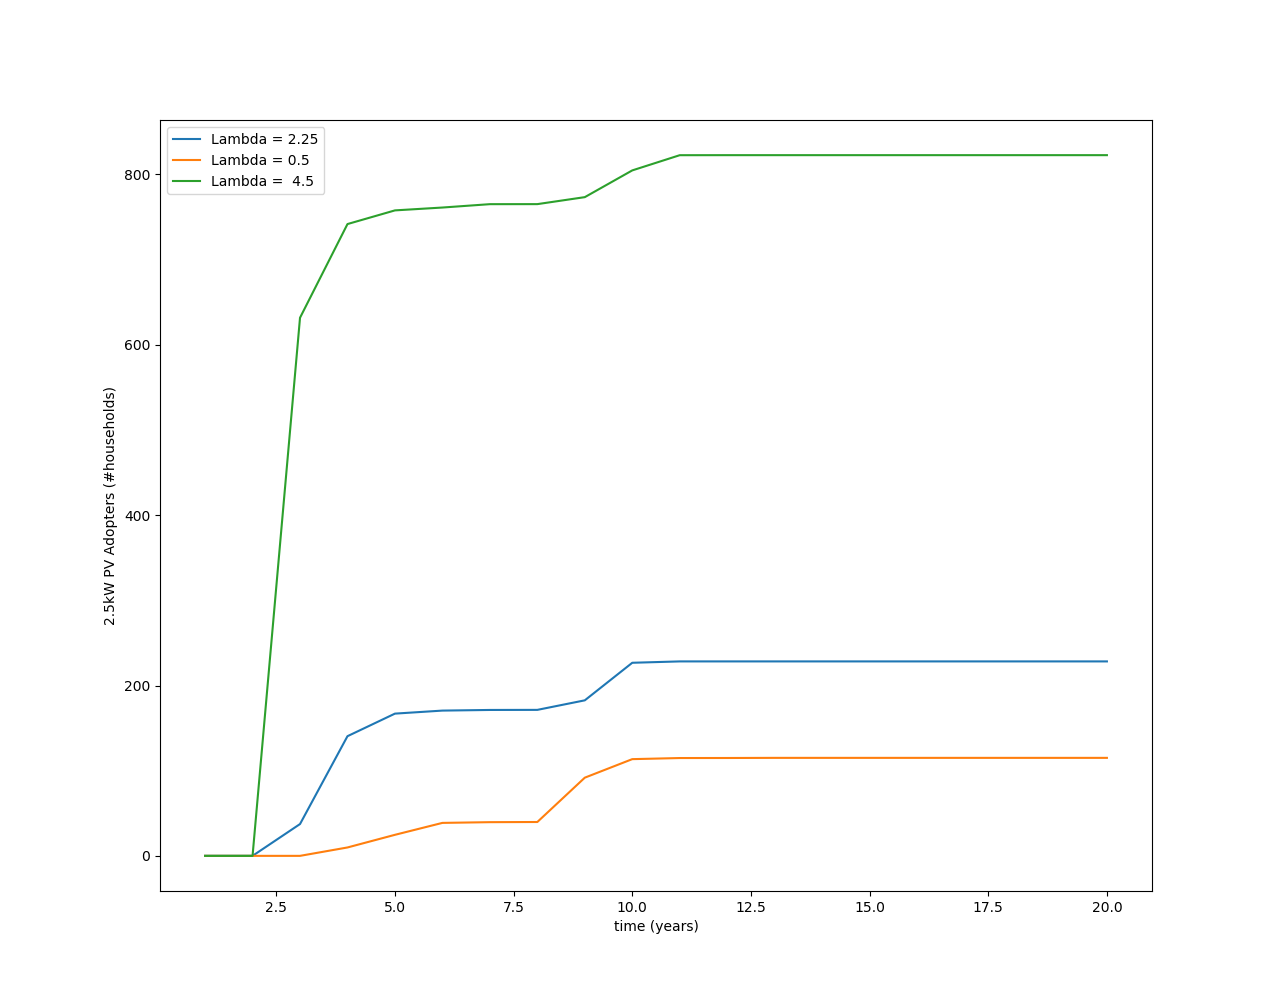 Lambda = 2.25
Lambda = 0.5
Lambda =  4.5
800
600
400
200
0
2.5kW PV Adopters (#households)
2.5
5.0
7.5
10.0
12.5
15.0
17.5
20.0
time (years)